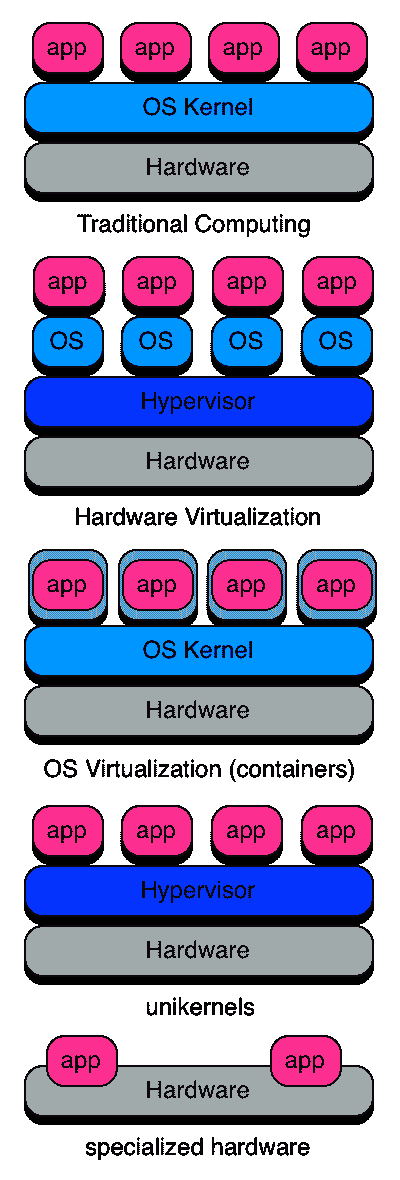 app app app app
OS Kernel
Hardware
Traditional Computing
app app app app
OS OS OS OS
Hypervisor
Hardware
Hardware Virtualization
app app app app
OS Kernel
Hardware
OS Virtualization (containers)
app app app app
Hypervisor
Hardware
unikernels
app app
Hardware
specialized hardware